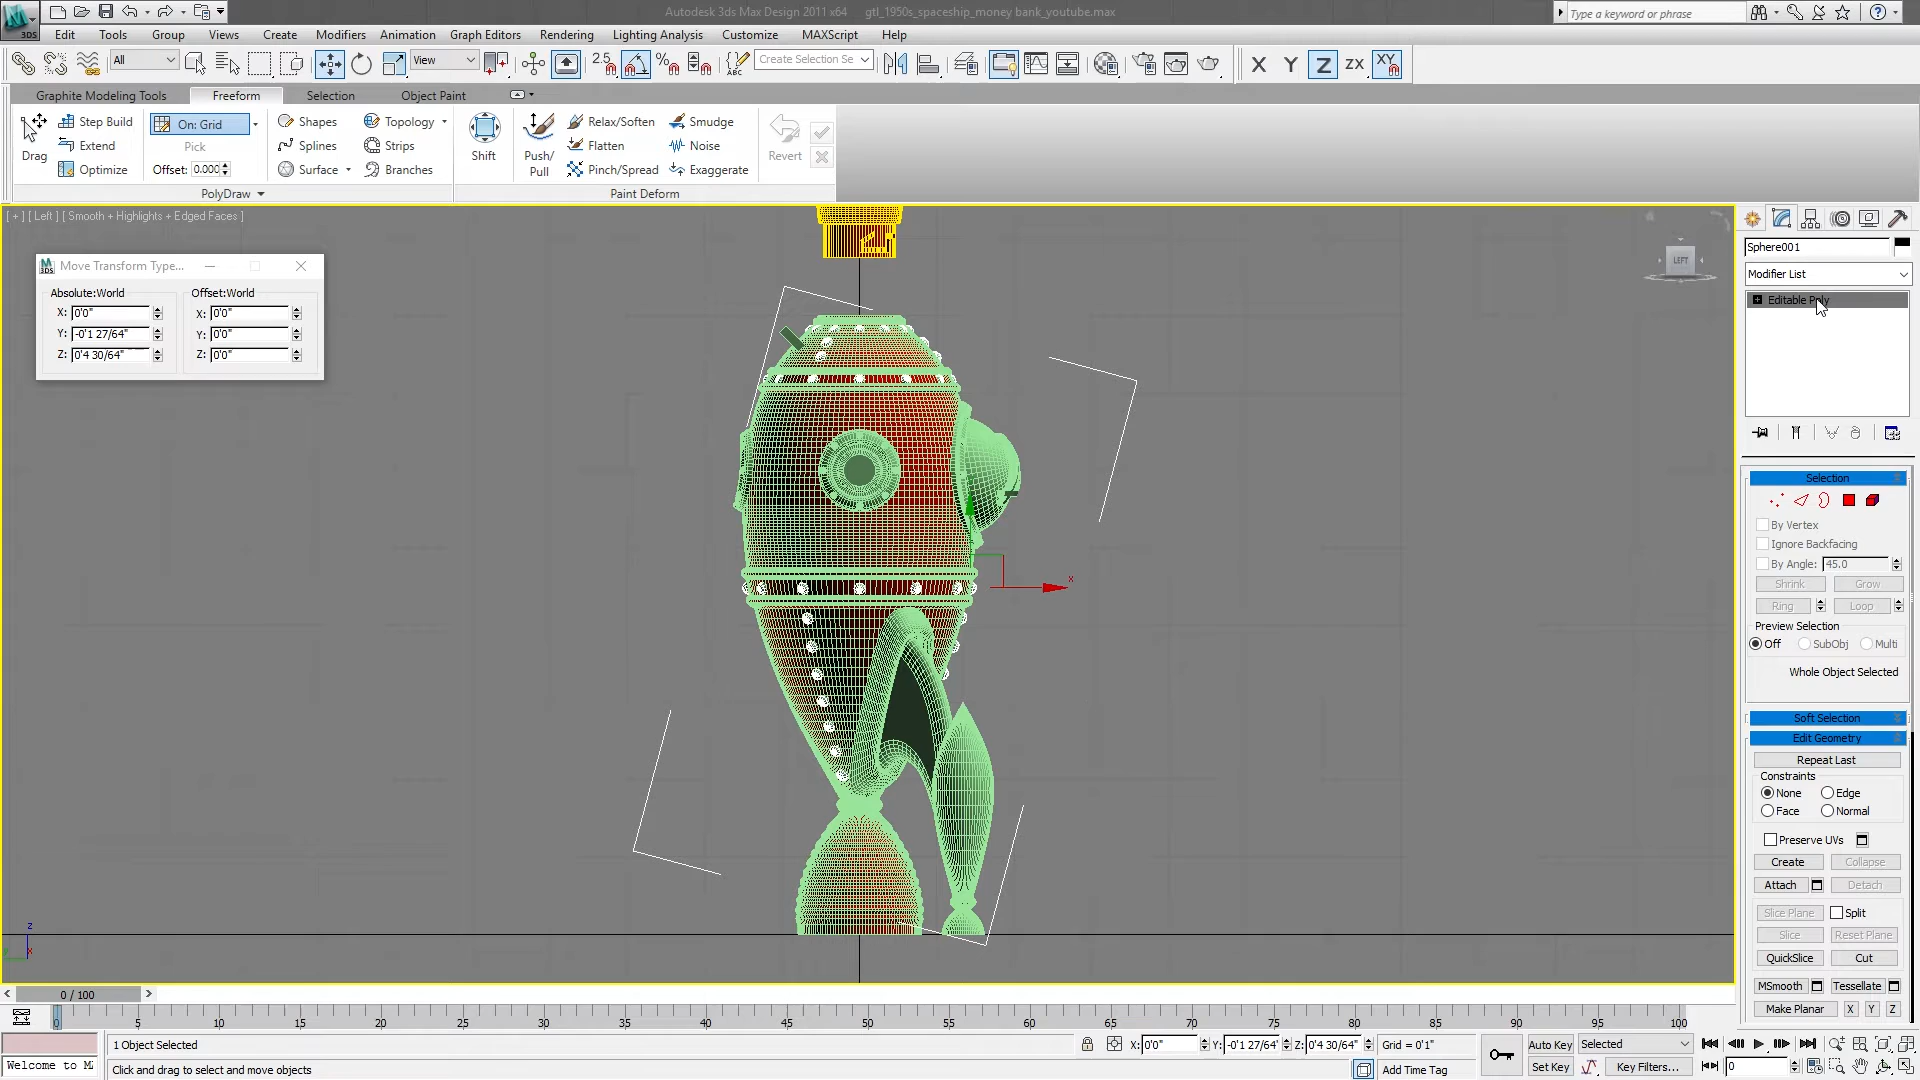 Autodesk 3ds Max Design 2011 x64 gtl_1950s_spaceship_money bank_youtube.max
Type a keyword or phrase
3DS
Edit Tools Group Views Create Modifiers Animation Graph Editors Rendering Lighting Analysis Customize MAXScript Help
All View 2.5 ABC Create Selection Se X Y Z ZX XY
Graphite Modeling Tools Freeform Selection Object Paint
Step Build On: Grid Shapes Topology Relax/Soften Smudge
Drag Extend Pick Splines Strips Shift Push/ Pull Flatten Noise Revert
Optimize Offset: 0.000 Surface Branches Pinch/Spread Exaggerate
PolyDraw Paint Deform
[ + ] [ Left ] [ Smooth + Highlights + Edged Faces ]
LEFT
Move Transform Type...
Absolute:World Offset:World
X: 0'0" X: 0'0"
Y: -0'1 27/64" Y: 0'0"
Z: 0'4 30/64" Z: 0'0"
x
z
x
Sphere001
Modifier List
Editable Poly
Selection
By Vertex
Ignore Backfacing
By Angle: 45.0
Shrink Grow
Ring Loop
Preview Selection
Off SubObj Multi
Whole Object Selected
Soft Selection
Edit Geometry
Repeat Last
Constraints
None Edge
Face Normal
Preserve UVs
Create Collapse
Attach Detach
Slice Plane Split
Slice Reset Plane
QuickSlice Cut
MSmooth Tessellate
Make Planar X Y Z
< 0 / 100 >
0 5 10 15 20 25 30 35 40 45 50 55 60 65 70 75 80 85 90 95 100
1 Object Selected X: 0'0" Y: -0'1 27/64" Z: 0'4 30/64" Grid = 0'1" Auto Key Selected
Welcome to M Click and drag to select and move objects Add Time Tag Set Key Key Filters... 0